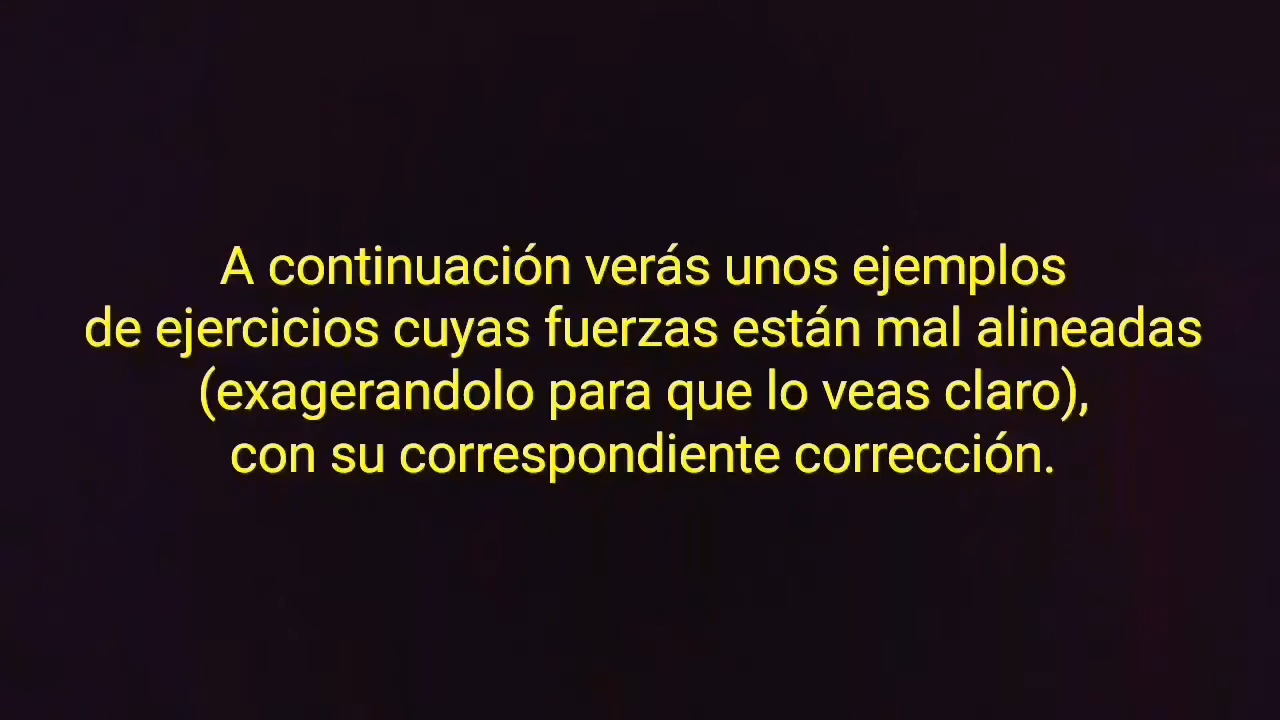 A continuación verás unos ejemplos
de ejercicios cuyas fuerzas están mal alineadas
(exagerandolo para que lo veas claro),
con su correspondiente corrección.